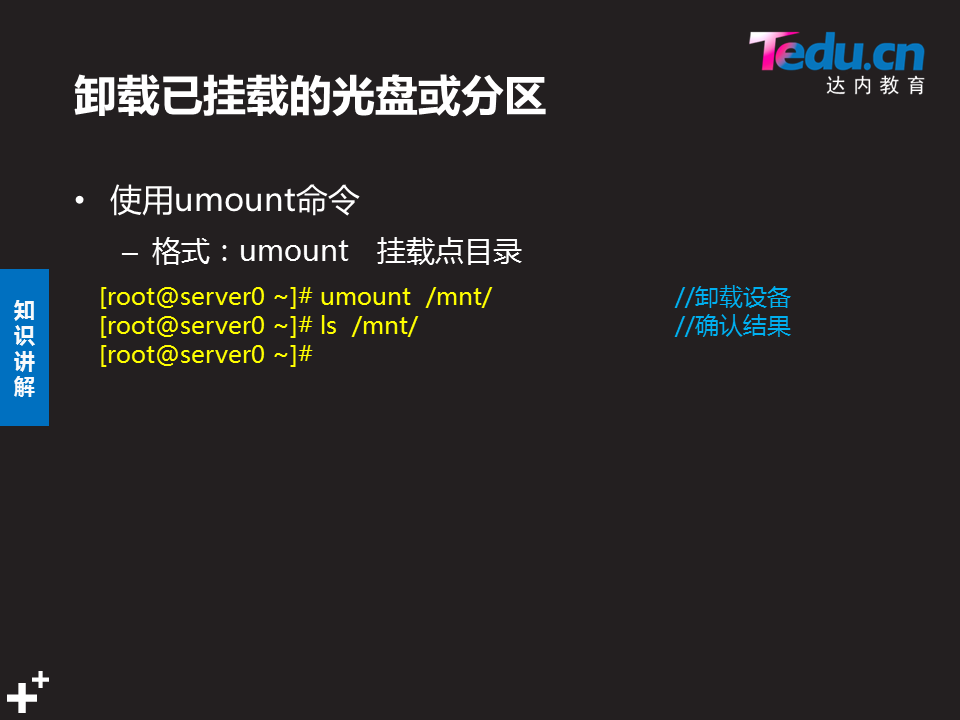 Tedu.cn
达内教育
卸载已挂载的光盘或分区
• 使用umount命令
– 格式：umount 挂载点目录
[root@server0 ~]# umount /mnt/ //卸载设备
[root@server0 ~]# ls /mnt/ //确认结果
[root@server0 ~]#
知识讲解